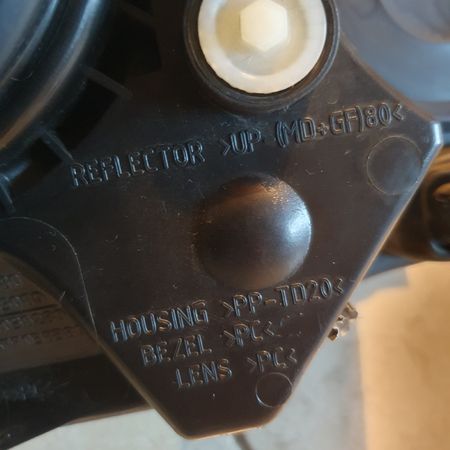 REFLECTOR >UP-(MD+GF)80<
HOUSING >PP-TD20<
BEZEL >PC<
LENS >PC<